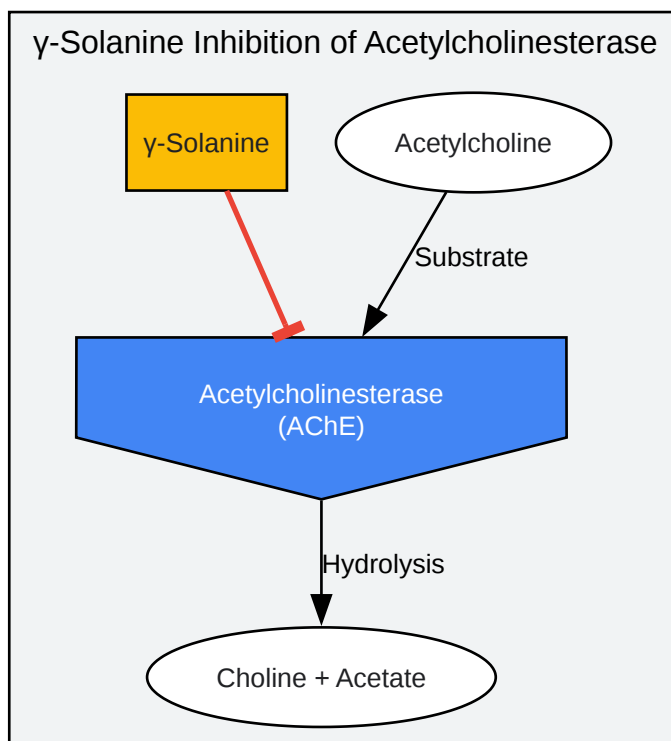 γ-Solanine Inhibition of Acetylcholinesterase
γ-Solanine
Acetylcholine
Substrate
Acetylcholinesterase
(AChE)
Hydrolysis
Choline + Acetate